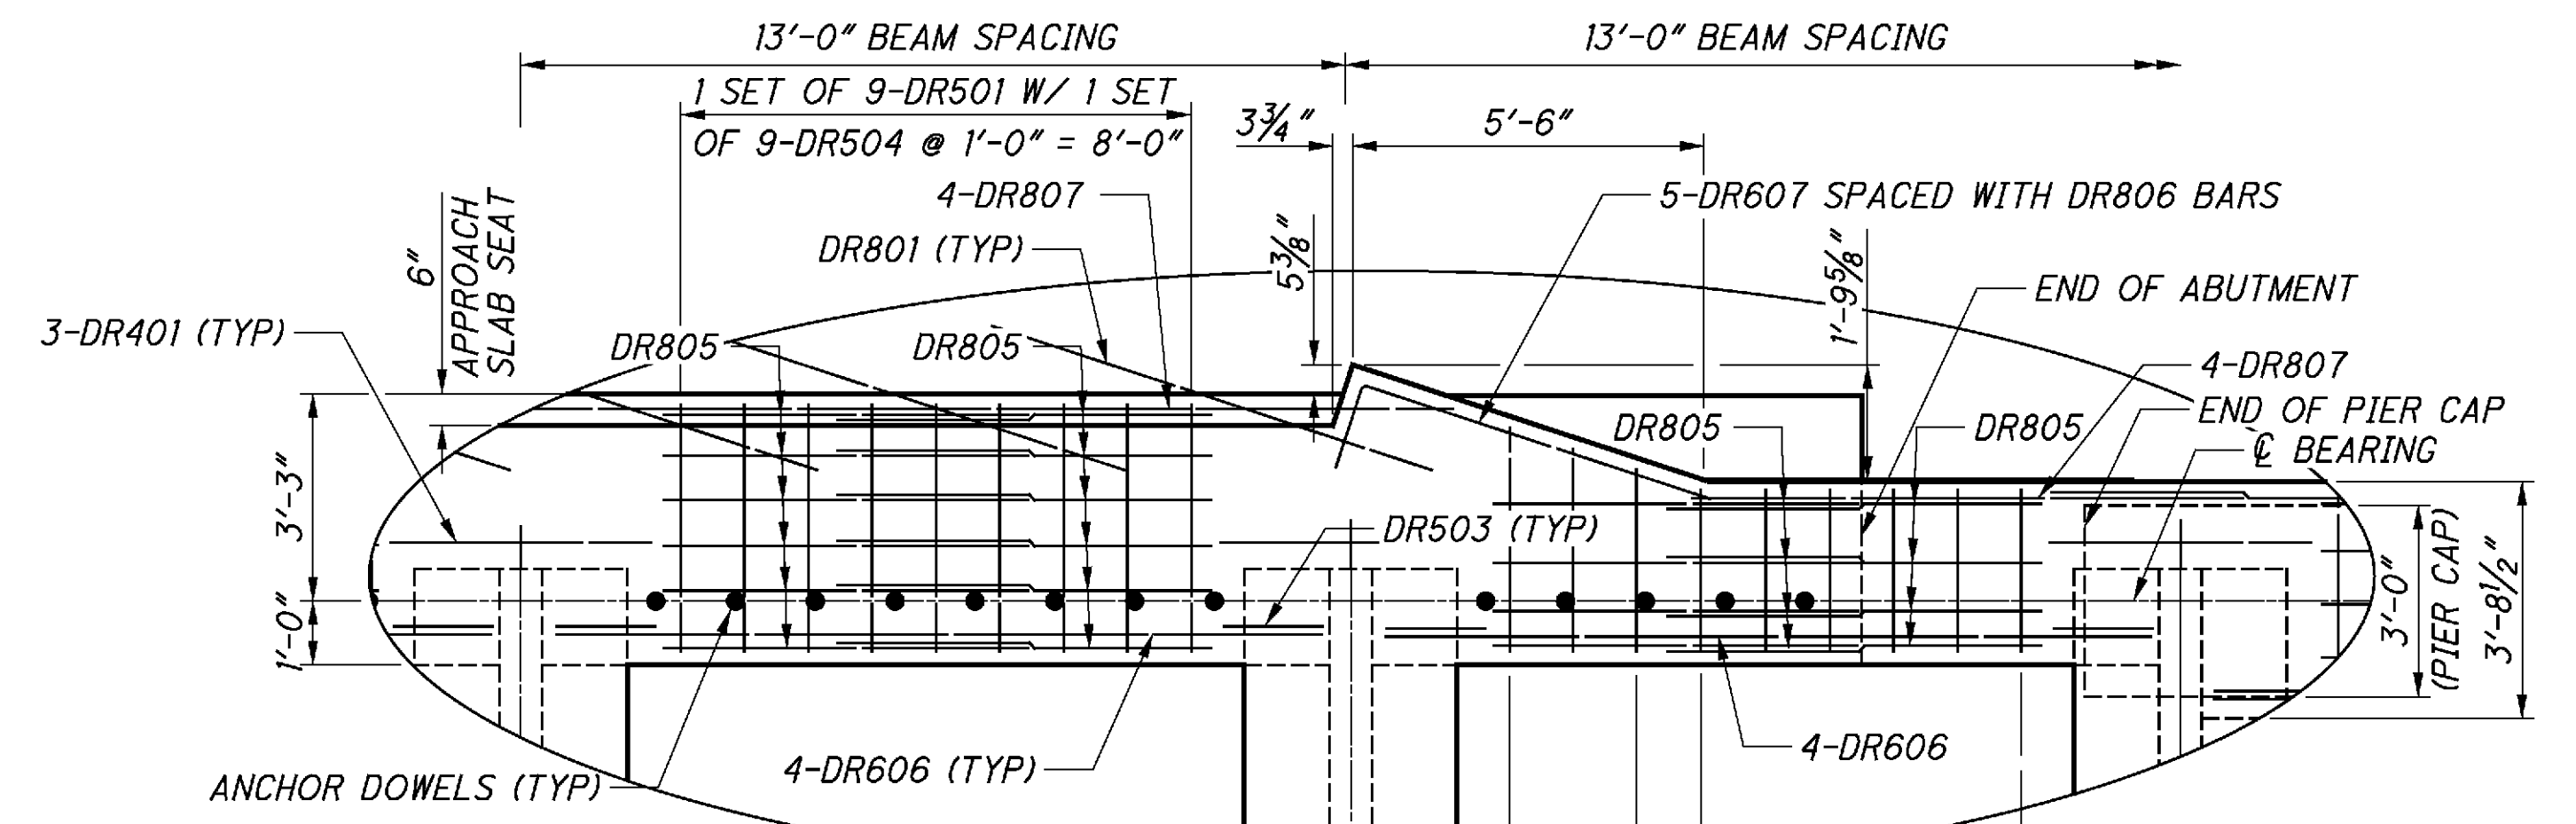 13'-0" BEAM SPACING
13'-0" BEAM SPACING
1 SET OF 9-DR501 W/ 1 SET
OF 9-DR504 @ 1'-0" = 8'-0"
3¾"
5'-6"
4-DR807
5-DR607 SPACED WITH DR806 BARS
6"
APPROACH
SLAB SEAT
DR801 (TYP)
5⅜"
1'-9⅝"
END OF ABUTMENT
3-DR401 (TYP)
DR805
DR805
4-DR807
END OF PIER CAP
DR805
DR805
℄ BEARING
3'-3"
DR503 (TYP)
1'-0"
3'-0"
(PIER CAP)
3'-8½"
4-DR606
4-DR606 (TYP)
ANCHOR DOWELS (TYP)